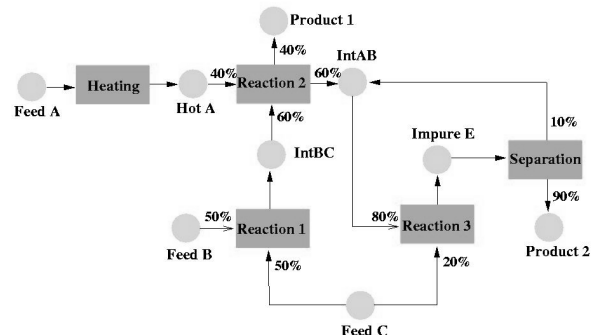 Product 1
40%
IntAB
Heating
40%
Reaction 2
60%
Feed A
Hot A
60%
10%
Impure E
IntBC
Separation
50%
90%
Reaction 1
80%
Reaction 3
Feed B
Product 2
50%
20%
Feed C